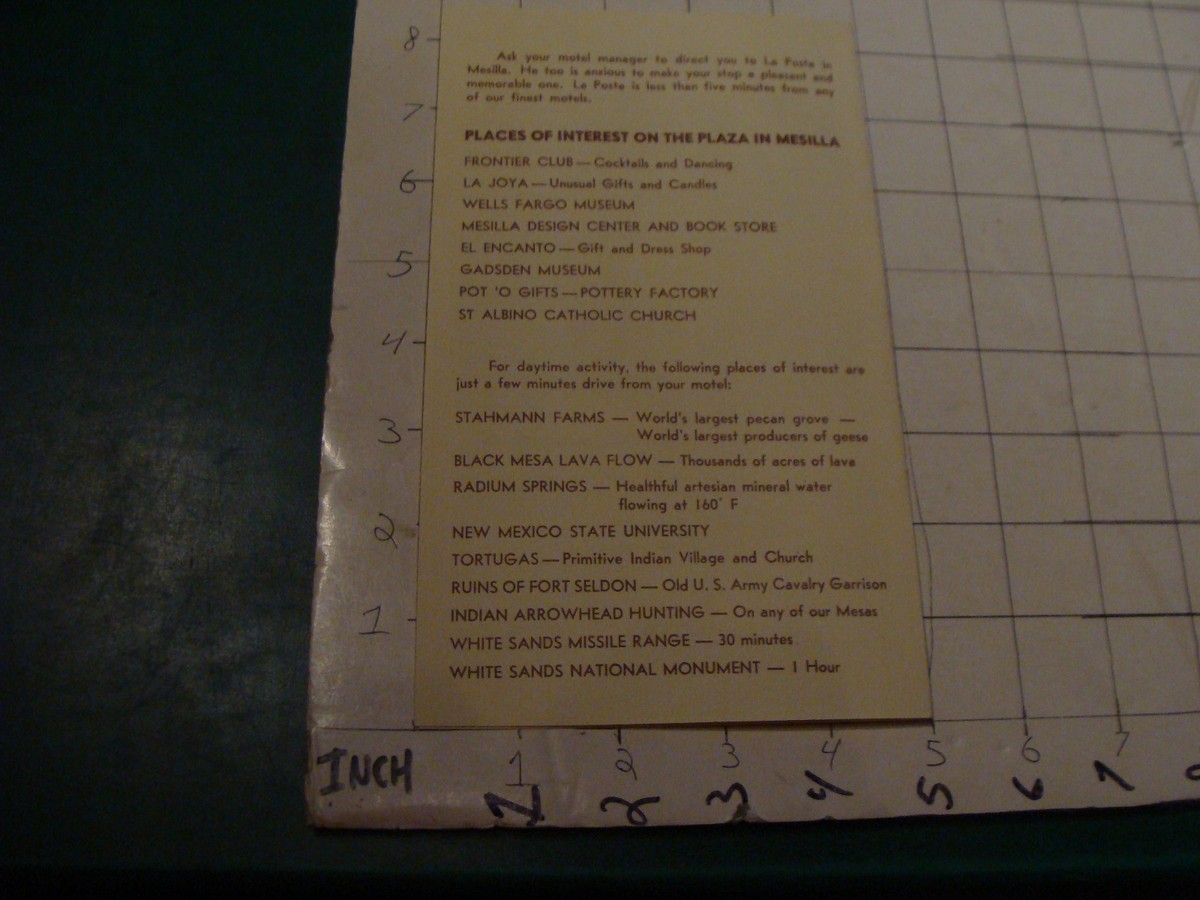 Ask your motel manager to direct you to La Posta in
Mesilla. He too is anxious to make your stop a pleasant and
memorable one. La Posta is less than five minutes from any
of our finest motels.
PLACES OF INTEREST ON THE PLAZA IN MESILLA
FRONTIER CLUB — Cocktails and Dancing
LA JOYA — Unusual Gifts and Candles
WELLS FARGO MUSEUM
MESILLA DESIGN CENTER AND BOOK STORE
EL ENCANTO — Gift and Dress Shop
GADSDEN MUSEUM
POT 'O GIFTS — POTTERY FACTORY
ST ALBINO CATHOLIC CHURCH
For daytime activity, the following places of interest are
just a few minutes drive from your motel:
STAHMANN FARMS — World's largest pecan grove —
World's largest producers of geese
BLACK MESA LAVA FLOW — Thousands of acres of lava
RADIUM SPRINGS — Healthful artesian mineral water
flowing at 160° F
NEW MEXICO STATE UNIVERSITY
TORTUGAS — Primitive Indian Village and Church
RUINS OF FORT SELDON — Old U. S. Army Cavalry Garrison
INDIAN ARROWHEAD HUNTING — On any of our Mesas
WHITE SANDS MISSILE RANGE — 30 minutes
WHITE SANDS NATIONAL MONUMENT — 1 Hour
8
7
6
5
4
3
2
1
INCH 1 2 3 4 5 6 7
1 2 3 4 5 6 7